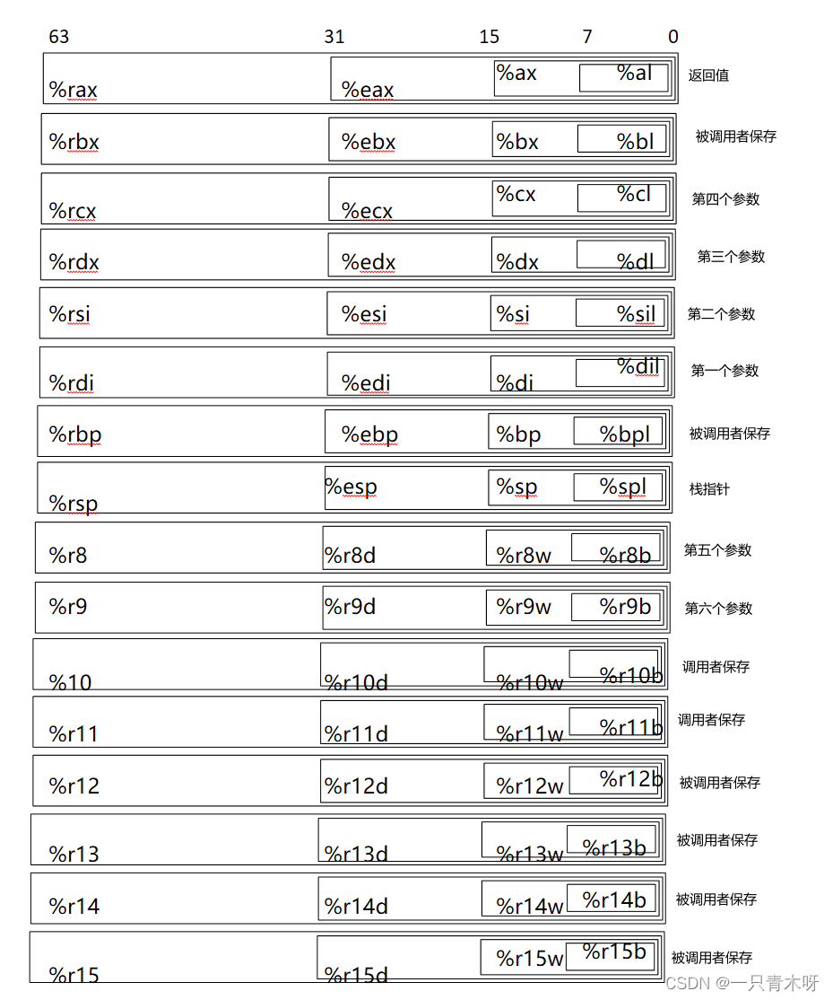 63 31 15 7 0
%rax %eax %ax %al 返回值
%rbx %ebx %bx %bl 被调用者保存
%rcx %ecx %cx %cl 第四个参数
%rdx %edx %dx %dl 第三个参数
%rsi %esi %si %sil 第二个参数
%rdi %edi %di %dil 第一个参数
%rbp %ebp %bp %bpl 被调用者保存
%rsp %esp %sp %spl 栈指针
%r8 %r8d %r8w %r8b 第五个参数
%r9 %r9d %r9w %r9b 第六个参数
%10 %r10d %r10w %r10b 调用者保存
%r11 %r11d %r11w %r11b 调用者保存
%r12 %r12d %r12w %r12b 被调用者保存
%r13 %r13d %r13w %r13b 被调用者保存
%r14 %r14d %r14w %r14b 被调用者保存
%r15 %r15d %r15w %r15b 被调用者保存
CSDN @一只青木呀